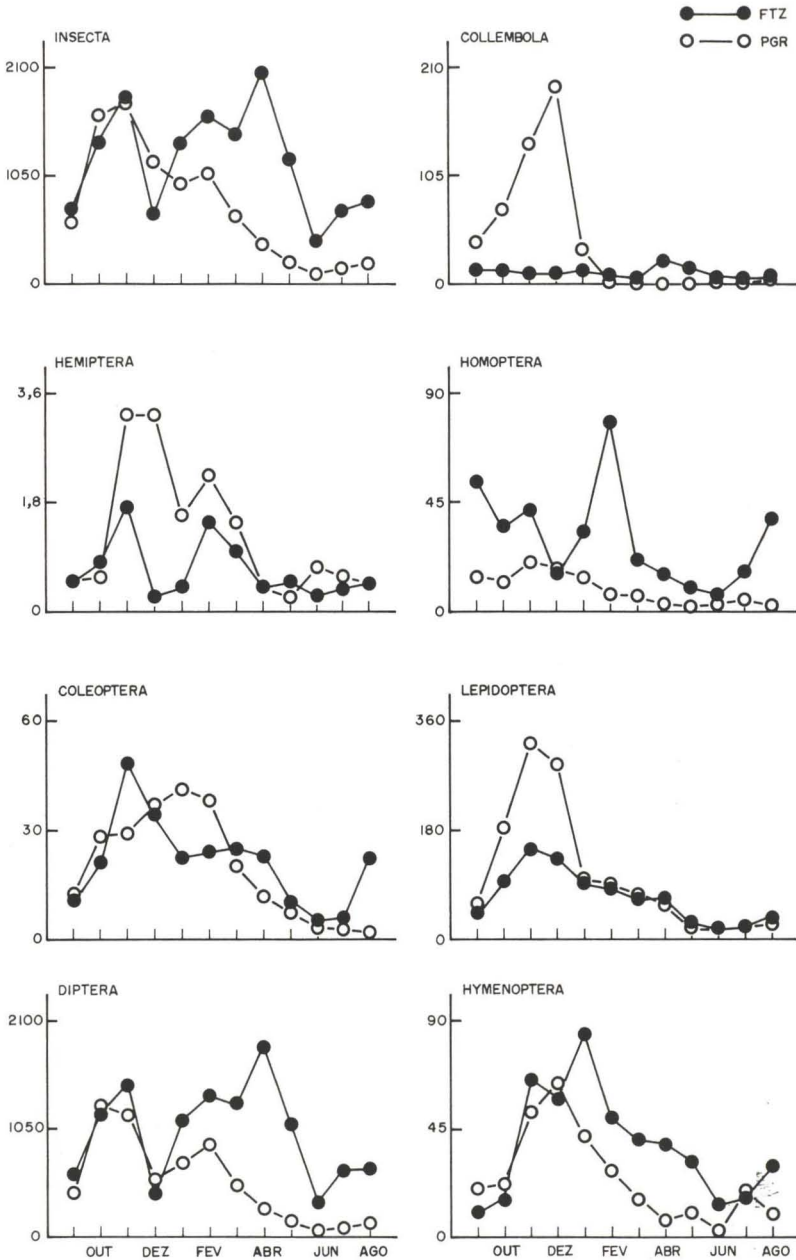 FTZ
PGR
INSECTA
2100
1050
0
COLLEMBOLA
210
105
0
HEMIPTERA
3,6
1,8
0
HOMOPTERA
90
45
0
COLEOPTERA
60
30
0
LEPIDOPTERA
360
180
0
DIPTERA
2100
1050
0
OUT DEZ FEV ABR JUN AGO
HYMENOPTERA
90
45
0
OUT DEZ FEV ABR JUN AGO